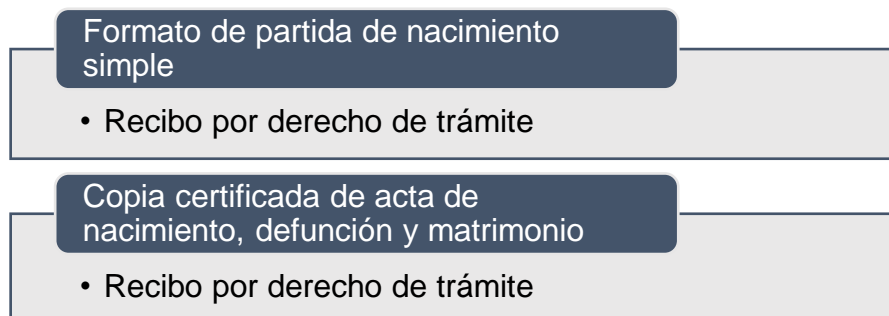 Formato de partida de nacimiento
simple
• Recibo por derecho de trámite
Copia certificada de acta de
nacimiento, defunción y matrimonio
• Recibo por derecho de trámite